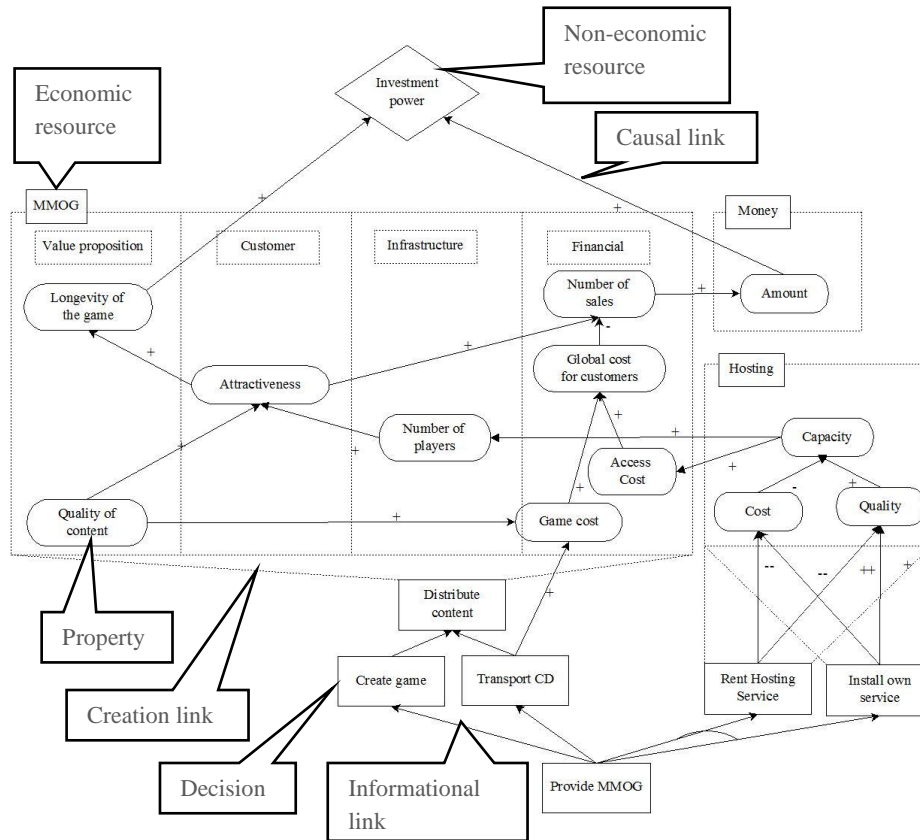 Non-economic
resource
Investment
power
Economic
resource
Causal link
+
+
MMOG
Money
Value proposition
Customer
Infrastructure
Financial
Longevity of
the game
Number of
sales
+
Amount
+
+
-
Global cost
for customers
Hosting
Attractiveness
+
Number of
players
+
Capacity
+
+
Access
Cost
+
+
-
+
Cost
Quality
Quality of
content
+
Game cost
--
--
++
+
Distribute
content
+
Property
Create game
Transport CD
Rent Hosting
Service
Install own
service
Creation link
Decision
Informational
link
Provide MMOG